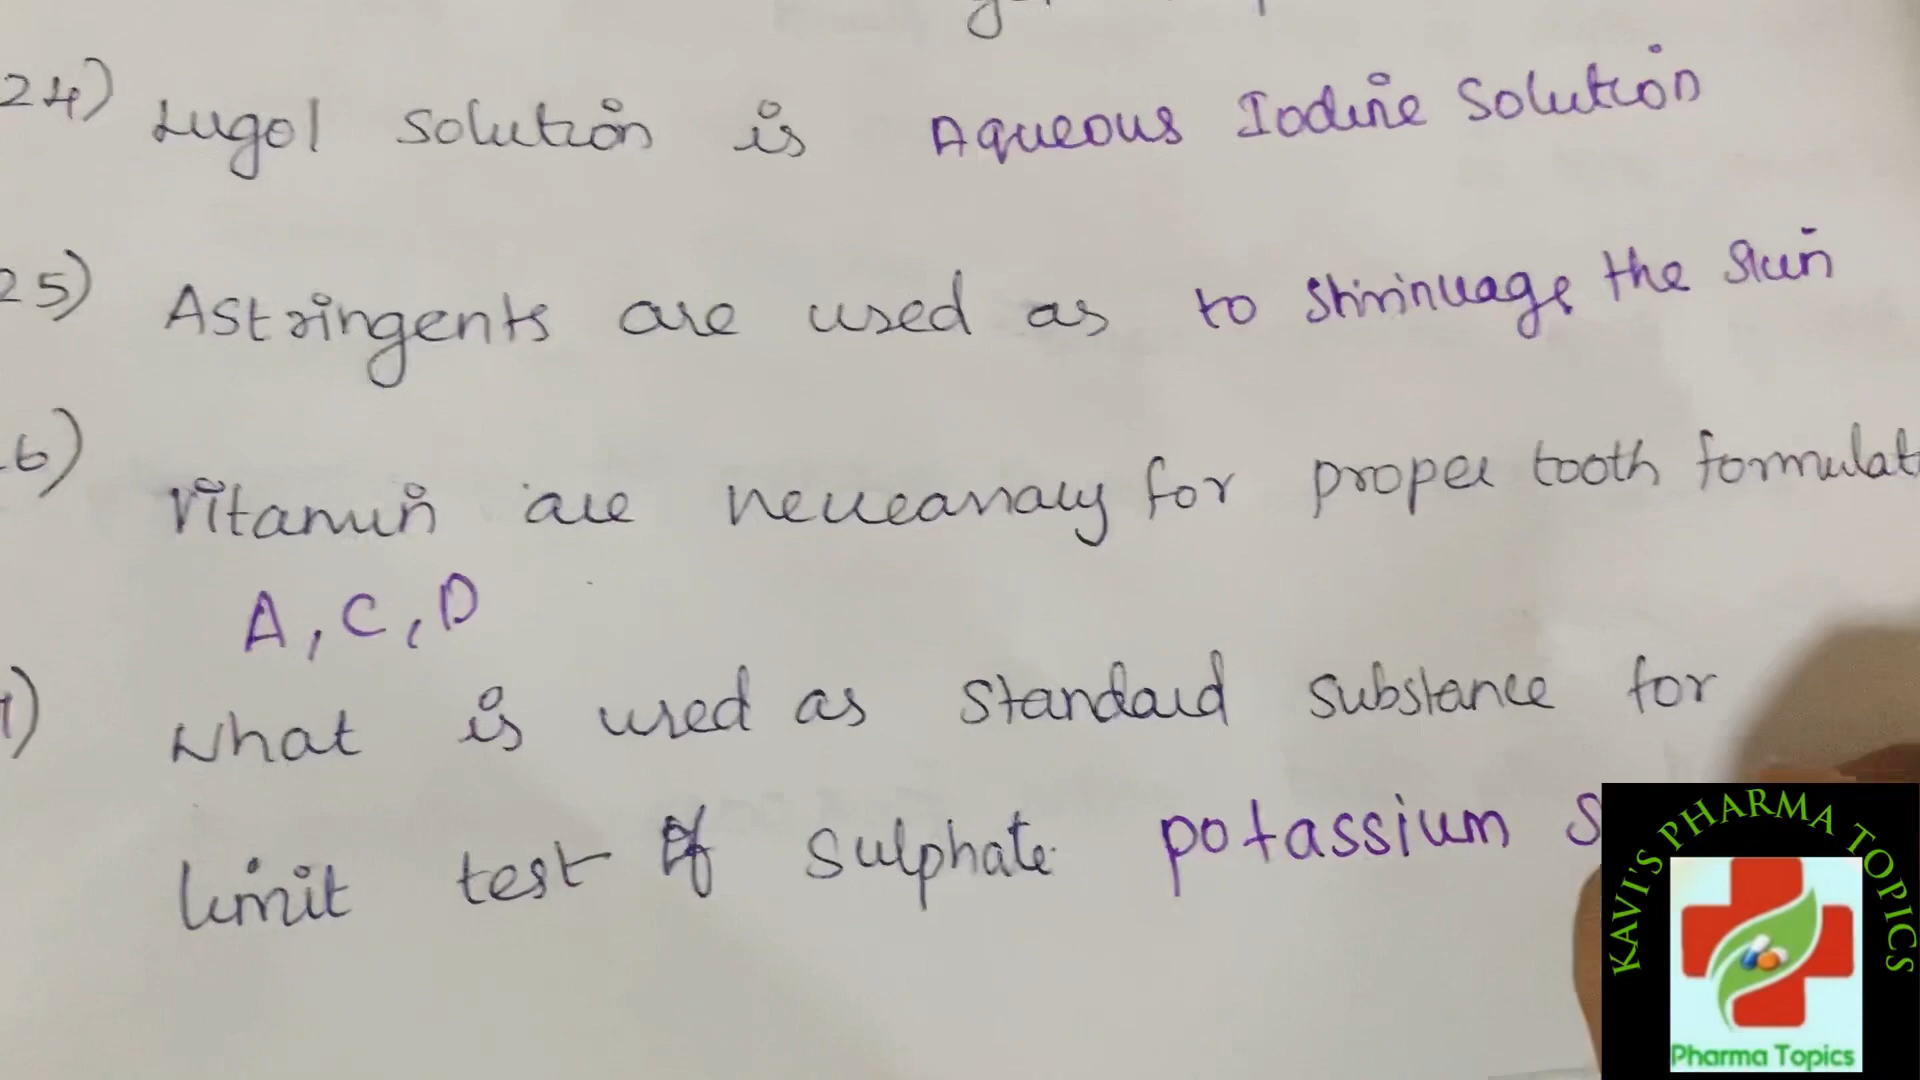 24) Lugol solution is Aqueous Iodine Solution
25) Astringents are used as to shrinuage the skin
6) Vitamin are neuceanary for proper tooth formulat
A, C, D
) What is used as standard substance for
limit test of sulphate. potassium S
KAVI'S PHARMA TOPICS
Pharma Topics